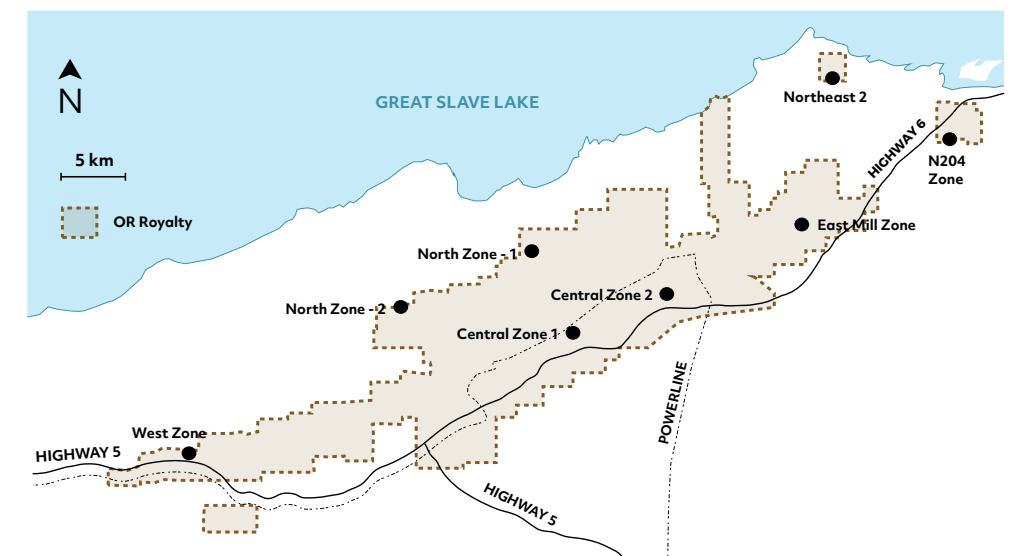 GREAT SLAVE LAKE
N
5 km
OR Royalty
Northeast 2
HIGHWAY 6
N204
Zone
East Mill Zone
North Zone - 1
Central Zone 2
North Zone - 2
Central Zone 1
POWERLINE
West Zone
HIGHWAY 5
HIGHWAY 5